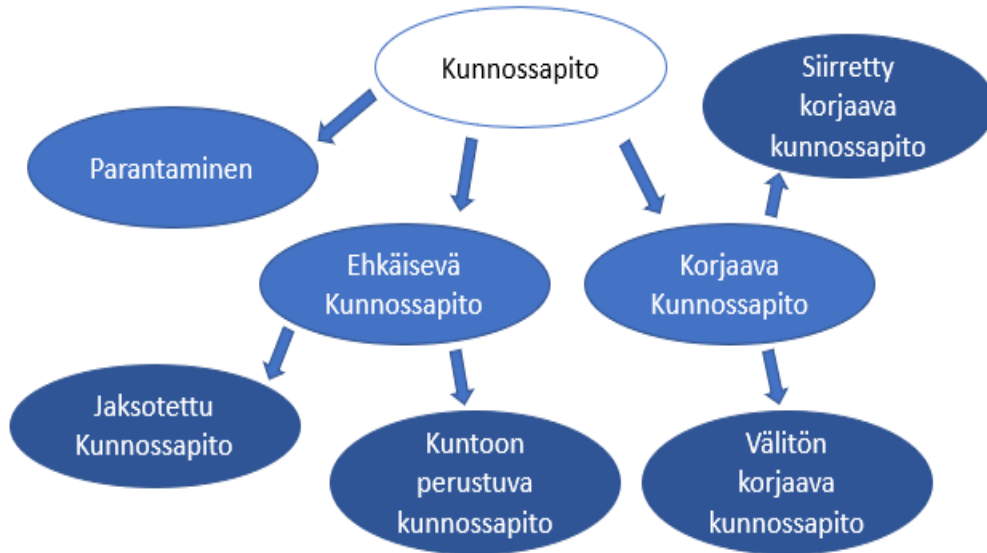 Kunnossapito
Siirretty
korjaava
kunnossapito
Parantaminen
Ehkäisevä
Kunnossapito
Korjaava
Kunnossapito
Jaksotettu
Kunnossapito
Kuntoon
perustuva
kunnossapito
Välitön
korjaava
kunnossapito